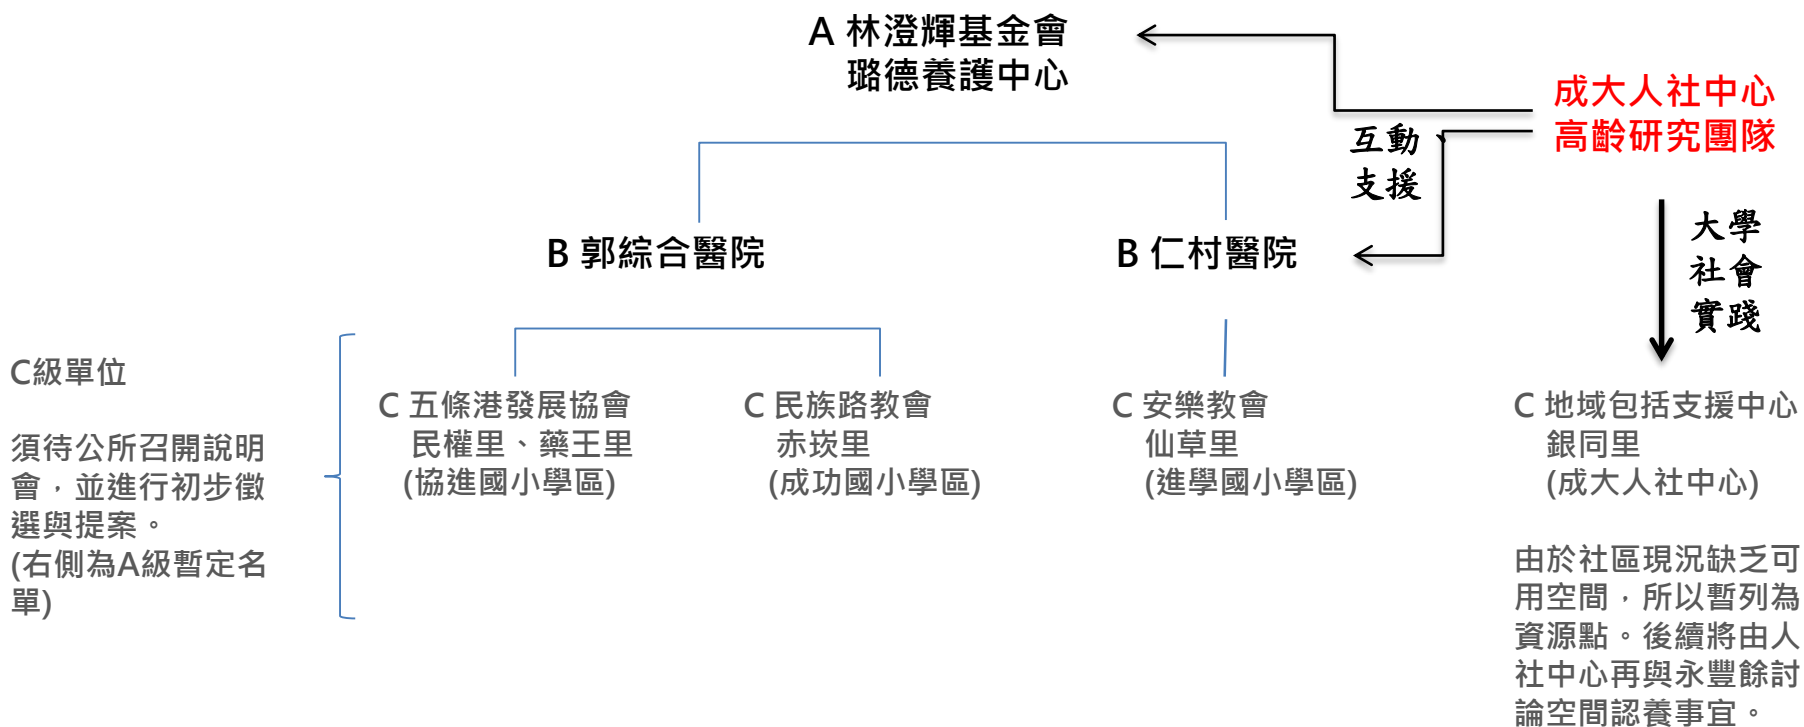 A 林澄輝基金會
璐德養護中心
成大人社中心
高齡研究團隊
互動、
支援
大學
社會
實踐
B 郭綜合醫院
B 仁村醫院
C級單位
須待公所召開說明
會，並進行初步徵
選與提案。
(右側為A級暫定名
單)
C 五條港發展協會
民權里、藥王里
(協進國小學區)
C 民族路教會
赤崁里
(成功國小學區)
C 安樂教會
仙草里
(進學國小學區)
C 地域包括支援中心
銀同里
(成大人社中心)
由於社區現況缺乏可
用空間，所以暫列為
資源點。後續將由人
社中心再與永豐餘討
論空間認養事宜。